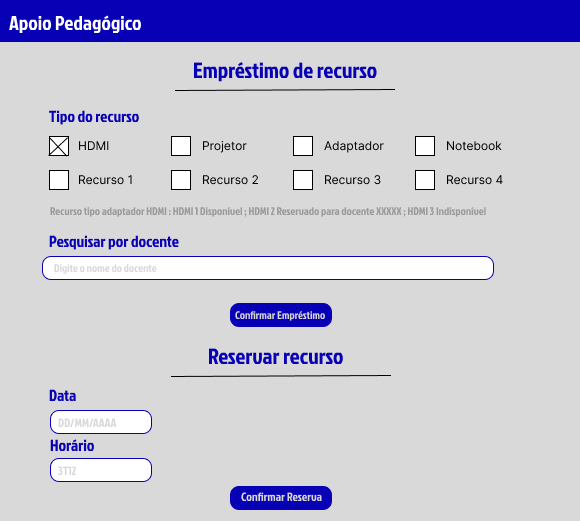 Apoio Pedagógico
Empréstimo de recurso
Tipo do recurso
HDMI Projetor Adaptador Notebook
Recurso 1 Recurso 2 Recurso 3 Recurso 4
Recurso tipo adaptador HDMI : HDMI 1 Disponível ; HDMI 2 Reservado para docente XXXXX ; HDMI 3 Indisponível
Pesquisar por docente
Digite o nome do docente
Confirmar Empréstimo
Reservar recurso
Data
DD/MM/AAAA
Horário
3T12
Confirmar Reserva